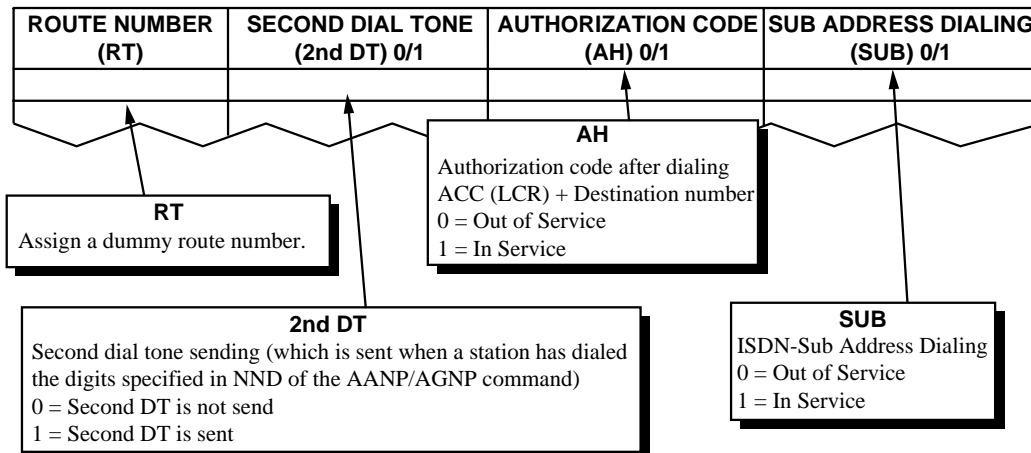 ROUTE NUMBER
(RT)
SECOND DIAL TONE
(2nd DT) 0/1
AUTHORIZATION CODE
(AH) 0/1
SUB ADDRESS DIALING
(SUB) 0/1
AH
Authorization code after dialing
ACC (LCR) + Destination number
0 = Out of Service
1 = In Service
RT
Assign a dummy route number.
2nd DT
Second dial tone sending (which is sent when a station has dialed
the digits specified in NND of the AANP/AGNP command)
0 = Second DT is not send
1 = Second DT is sent
SUB
ISDN-Sub Address Dialing
0 = Out of Service
1 = In Service